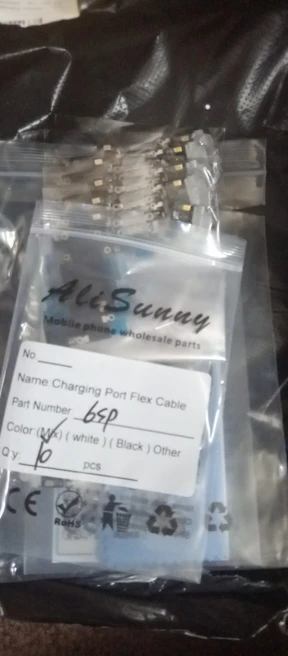 AliSunny
Mobile phone wholesale parts
No
Name:Charging Port Flex Cable
Part Number 6sp
Color:(Mix) ( white ) ( Black ) Other
Q'y: 10 pcs
CE
RoHS